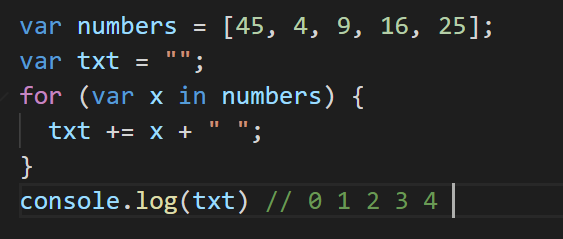 var numbers = [45, 4, 9, 16, 25];
var txt = "";
for (var x in numbers) {
  txt += x + " ";
}
console.log(txt) // 0 1 2 3 4